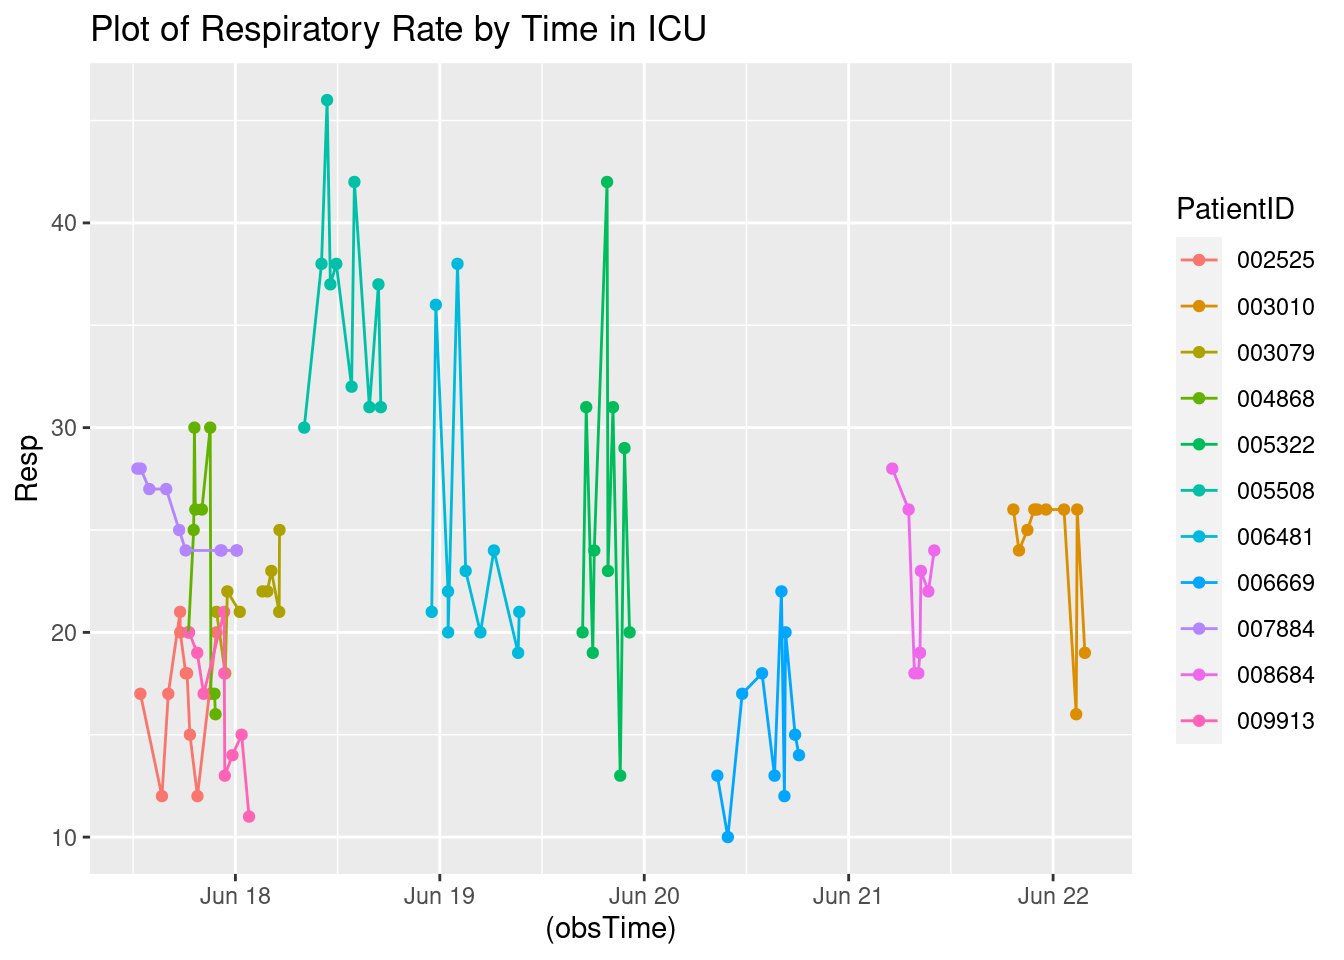 Plot of Respiratory Rate by Time in ICU
Resp
40
30
20
10
Jun 18
Jun 19
Jun 20
Jun 21
Jun 22
(obsTime)
PatientID
002525
003010
003079
004868
005322
005508
006481
006669
007884
008684
009913